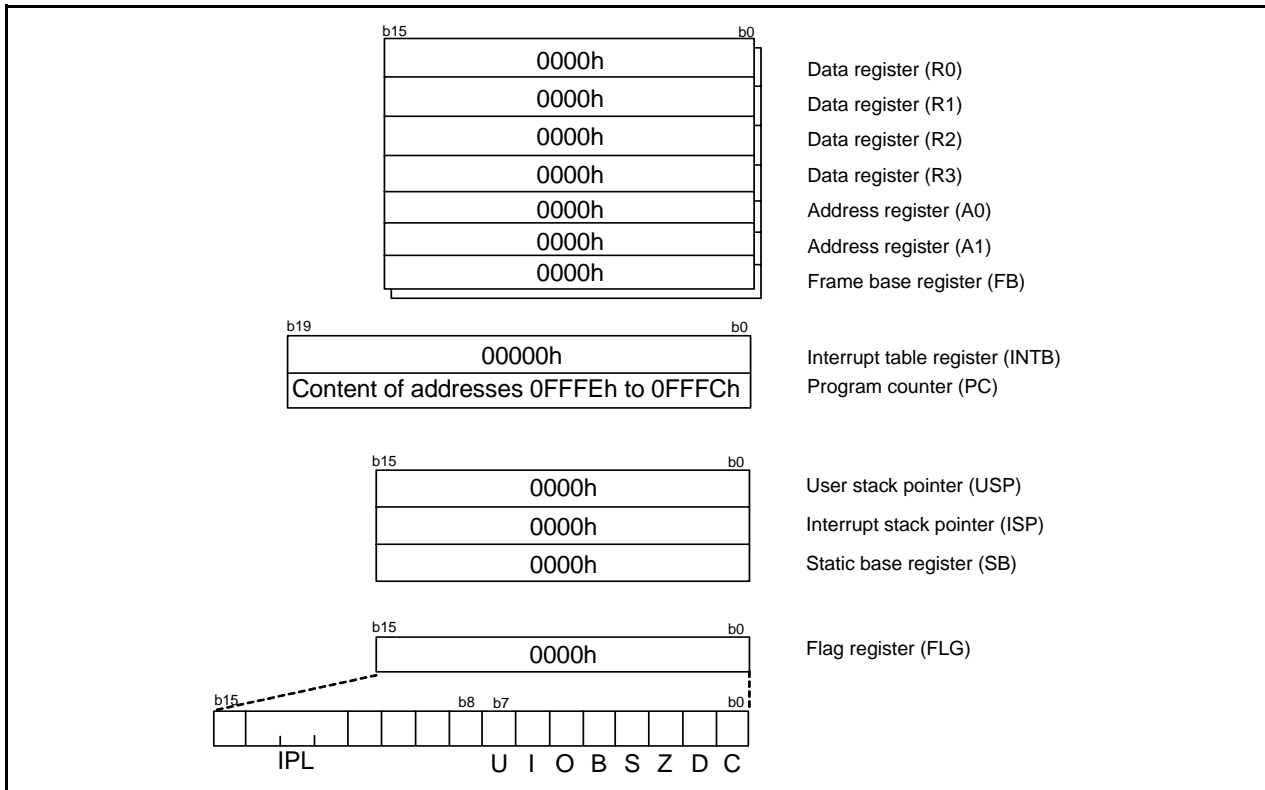 b15 b0
0000h Data register (R0)
0000h Data register (R1)
0000h Data register (R2)
0000h Data register (R3)
0000h Address register (A0)
0000h Address register (A1)
0000h Frame base register (FB)
b19 b0
00000h Interrupt table register (INTB)
Content of addresses 0FFFEh to 0FFFCh Program counter (PC)
b15 b0
0000h User stack pointer (USP)
0000h Interrupt stack pointer (ISP)
0000h Static base register (SB)
b15 b0
0000h Flag register (FLG)
b15 b8 b7 b0
IPL U I O B S Z D C